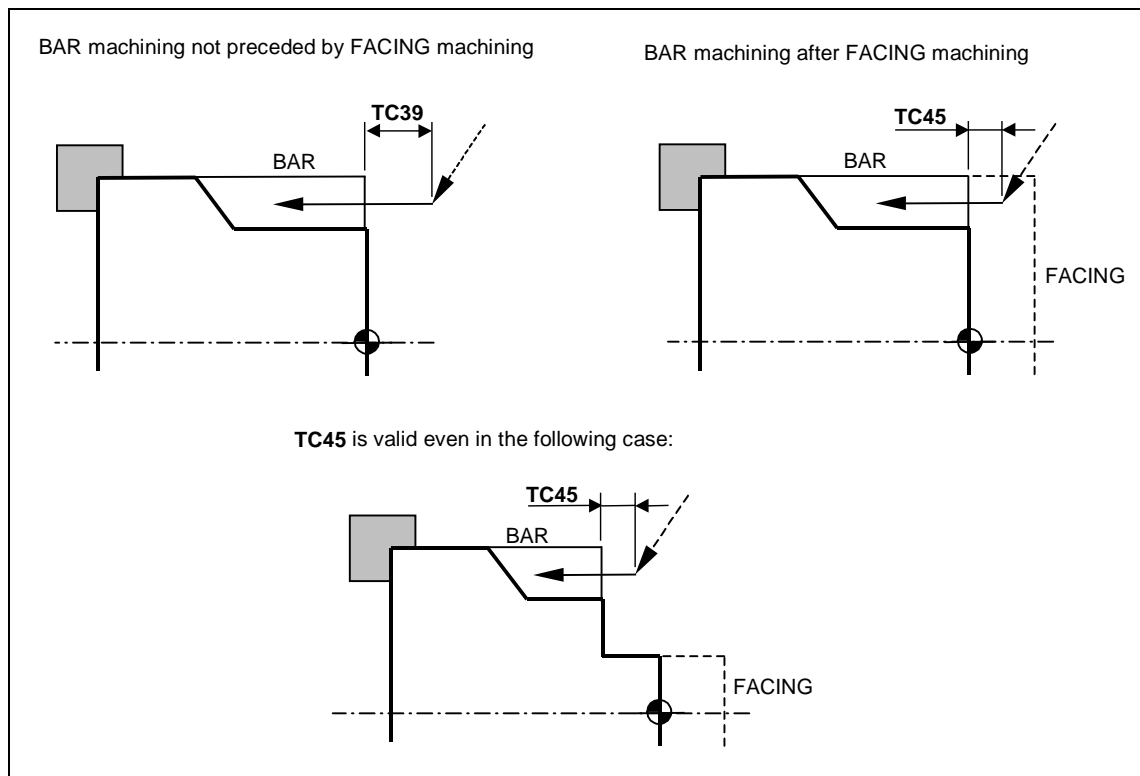 BAR machining not preceded by FACING machining
BAR machining after FACING machining
TC39
BAR
TC45
BAR
FACING
TC45 is valid even in the following case:
TC45
BAR
FACING